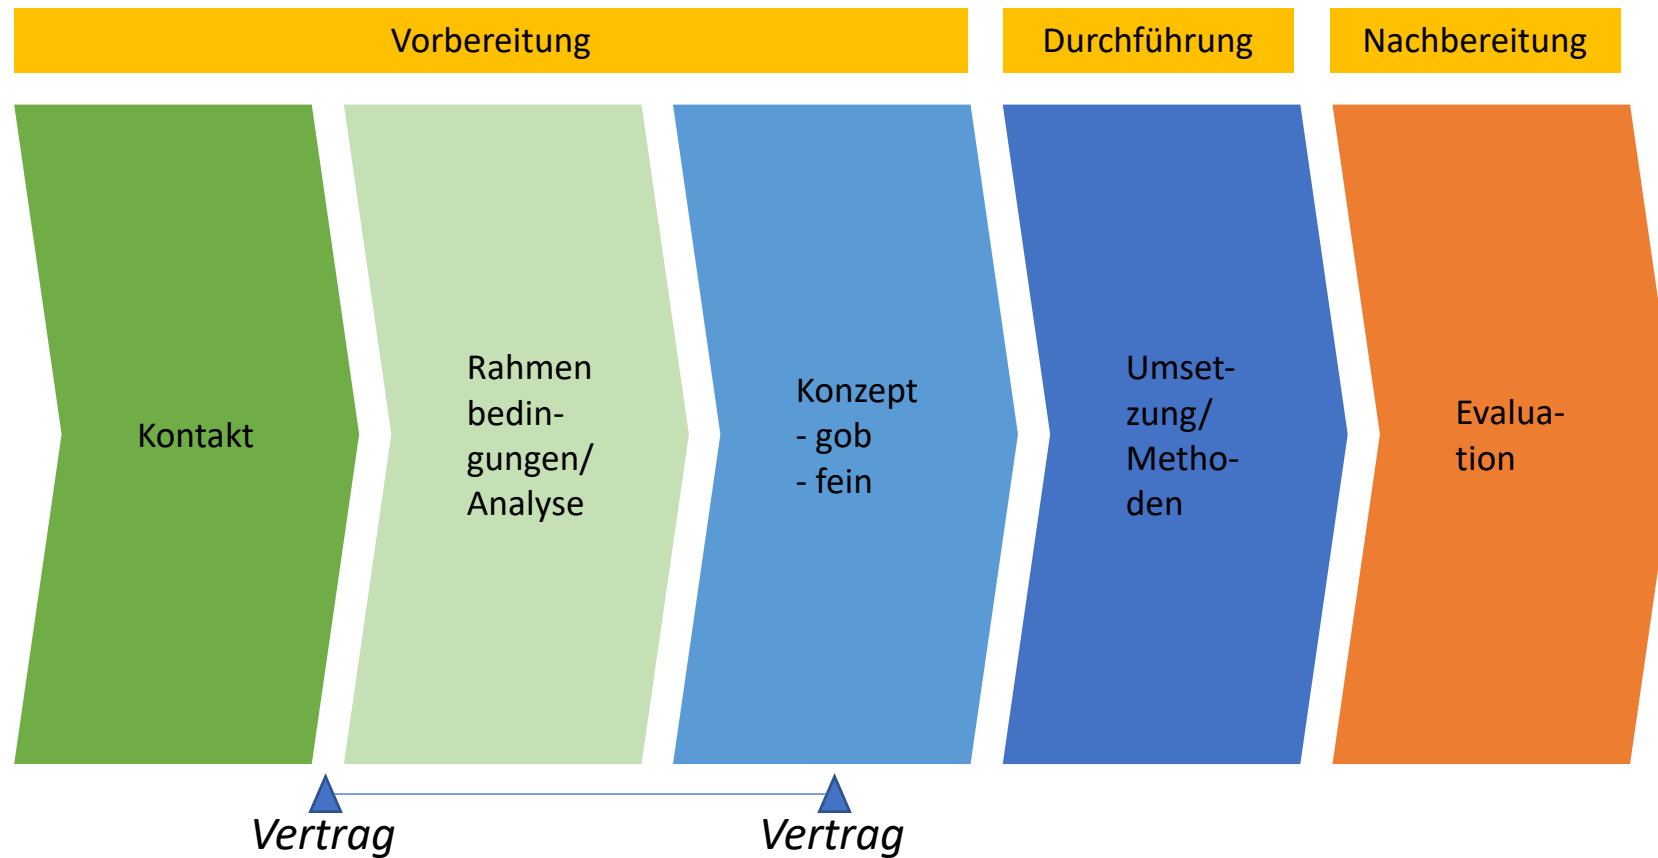 Vorbereitung
Durchführung
Nachbereitung
Kontakt
Rahmen
bedin-
gungen/
Analyse
Konzept
- gob
- fein
Umset-
zung/
Metho-
den
Evalua-
tion
Vertrag
Vertrag